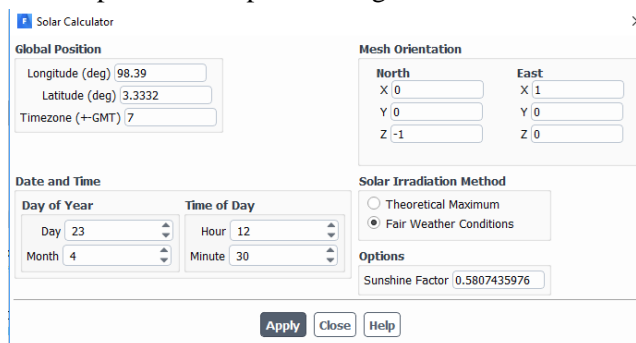 Solar Calculator
Global Position
Longitude (deg) 98.39
Latitude (deg) 3.3332
Timezone (+-GMT) 7
Mesh Orientation
North
X 0
Y 0
Z -1
East
X 1
Y 0
Z 0
Date and Time
Day of Year
Day 23
Month 4
Time of Day
Hour 12
Minute 30
Solar Irradiation Method
Theoretical Maximum
Fair Weather Conditions
Options
Sunshine Factor 0.5807435976
Apply Close Help